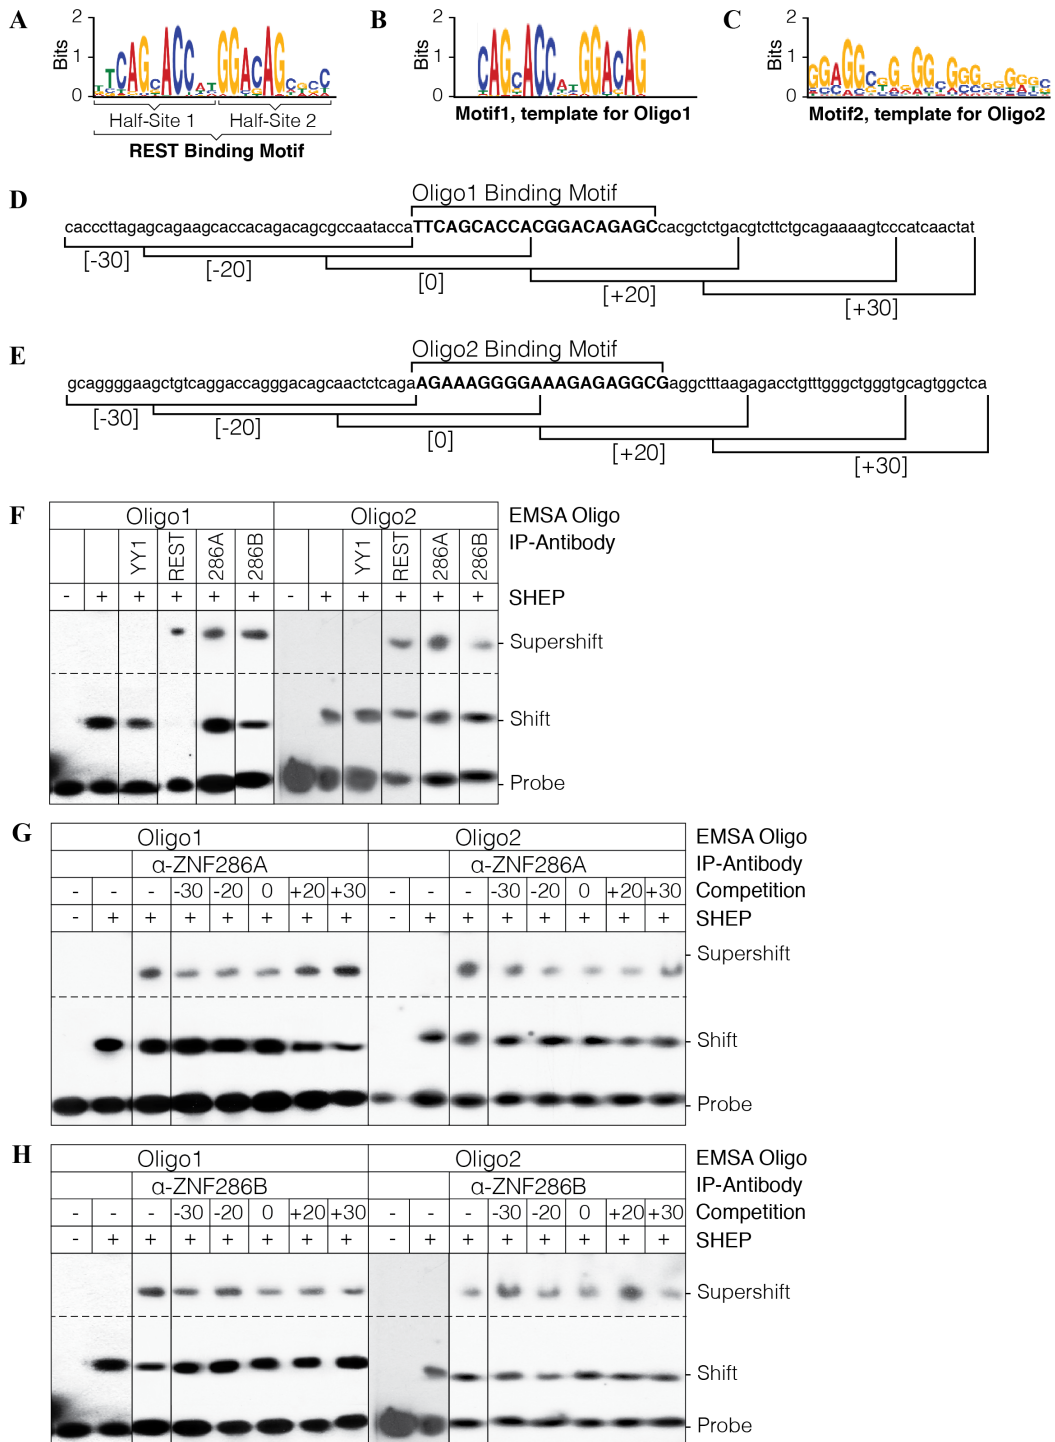 A
B
C
2
1
0
Bits
TCAGCACCATGGACAGCGCC
Half-Site 1
Half-Site 2
REST Binding Motif
2
1
0
Bits
CAGCACCATGGACAG
Motif1, template for Oligo1
2
1
0
Bits
Motif2, template for Oligo2
D
Oligo1 Binding Motif
cacccttagagcagaagcaccacagacagcgccaataccaTTCAGCACCACGGACAGAGCccacgctctgacgtcttctgcagaaaagtcccatcaactat
[-30]
[-20]
[0]
[+20]
[+30]
E
Oligo2 Binding Motif
gcaggggaagctgtcaggaccagggacagcaactctcagaAGAAAGGGGAAAGAGAGGCGaggctttaagagacctgtttgggctgggtgcagtggctca
[-30]
[-20]
[0]
[+20]
[+30]
F
Oligo1 Oligo2 EMSA Oligo
YY1 REST 286A 286B YY1 REST 286A 286B IP-Antibody
- + + + + + - + + + + + SHEP
Supershift
Shift
Probe
G
Oligo1 Oligo2 EMSA Oligo
α-ZNF286A α-ZNF286A IP-Antibody
- - - -30 -20 0 +20 +30 - - - -30 -20 0 +20 +30 Competition
- + + + + + + + - + + + + + + + SHEP
Supershift
Shift
Probe
H
Oligo1 Oligo2 EMSA Oligo
α-ZNF286B α-ZNF286B IP-Antibody
- - - -30 -20 0 +20 +30 - - - -30 -20 0 +20 +30 Competition
- + + + + + + + - + + + + + + + SHEP
Supershift
Shift
Probe